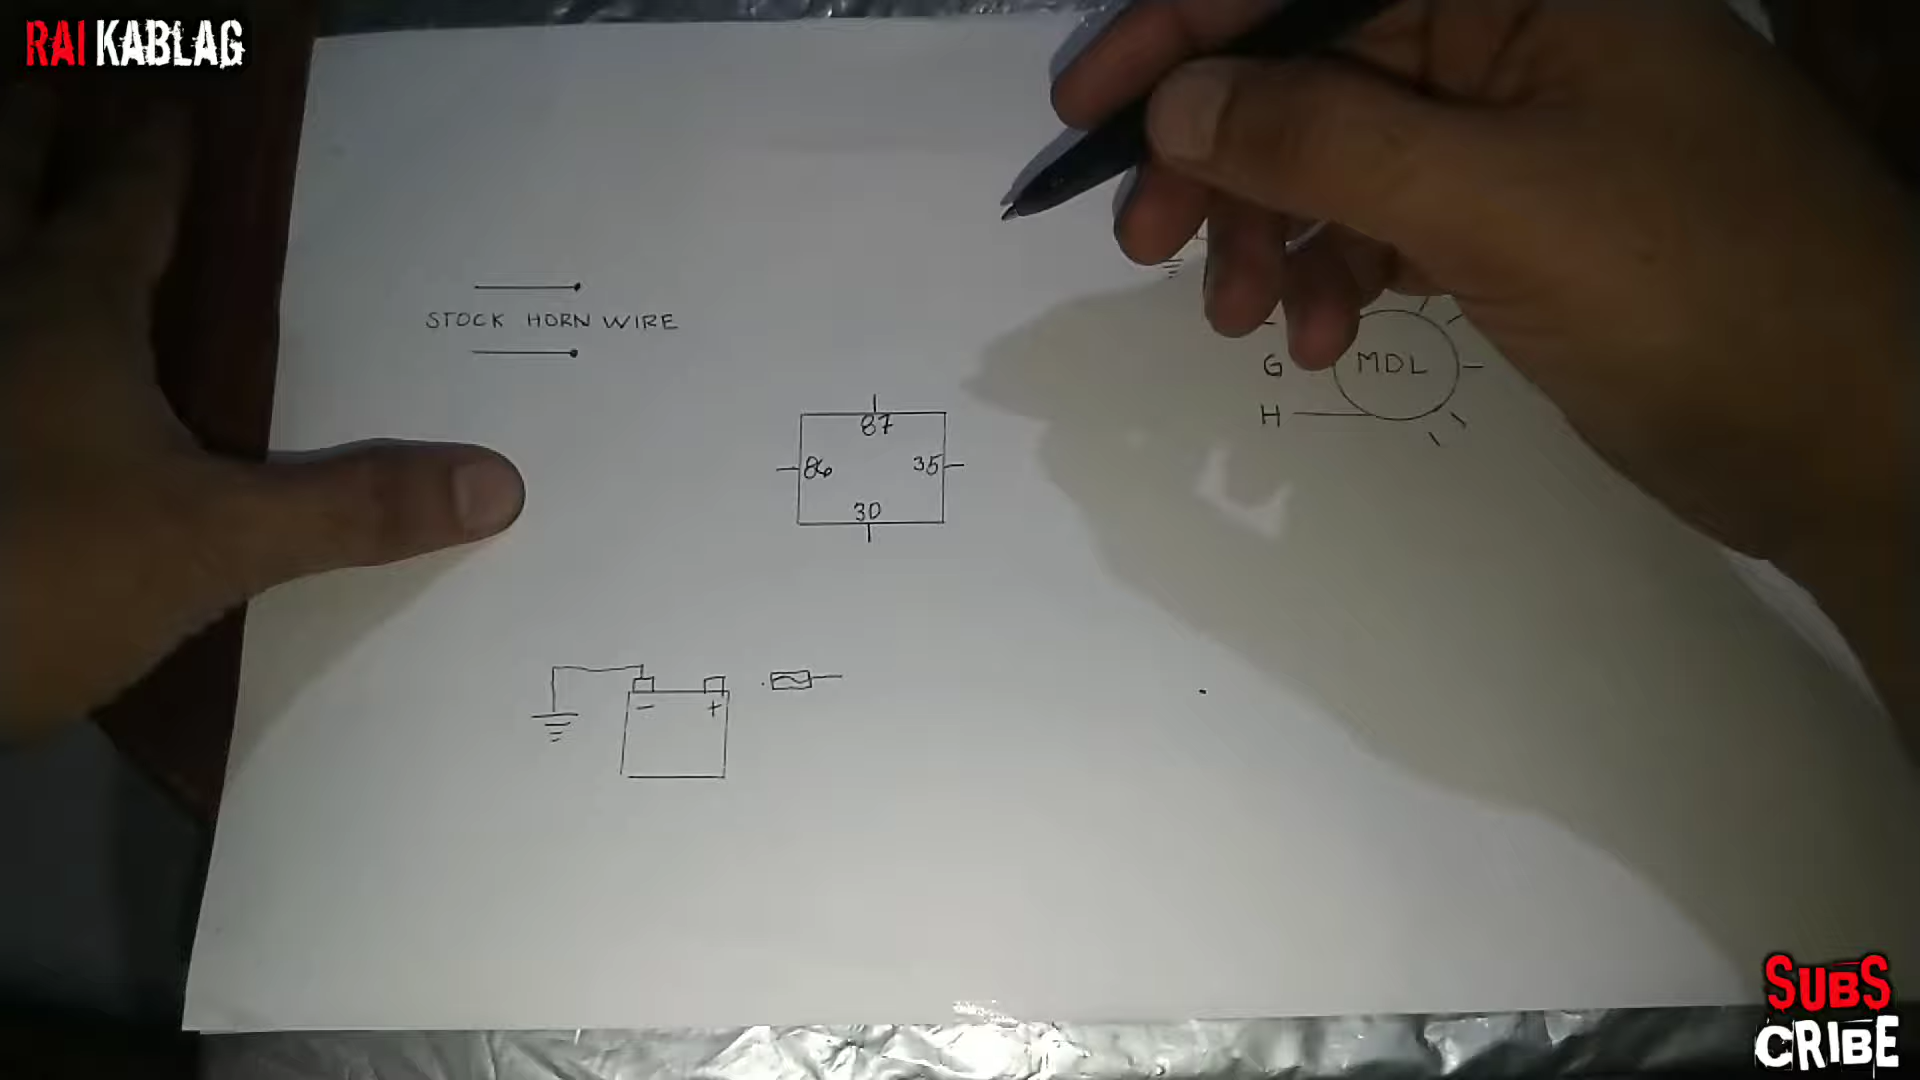 RAI KABLAG
STOCK HORN WIRE
87
86
35
30
G
MDL
H
- +
SUBS
CRIBE